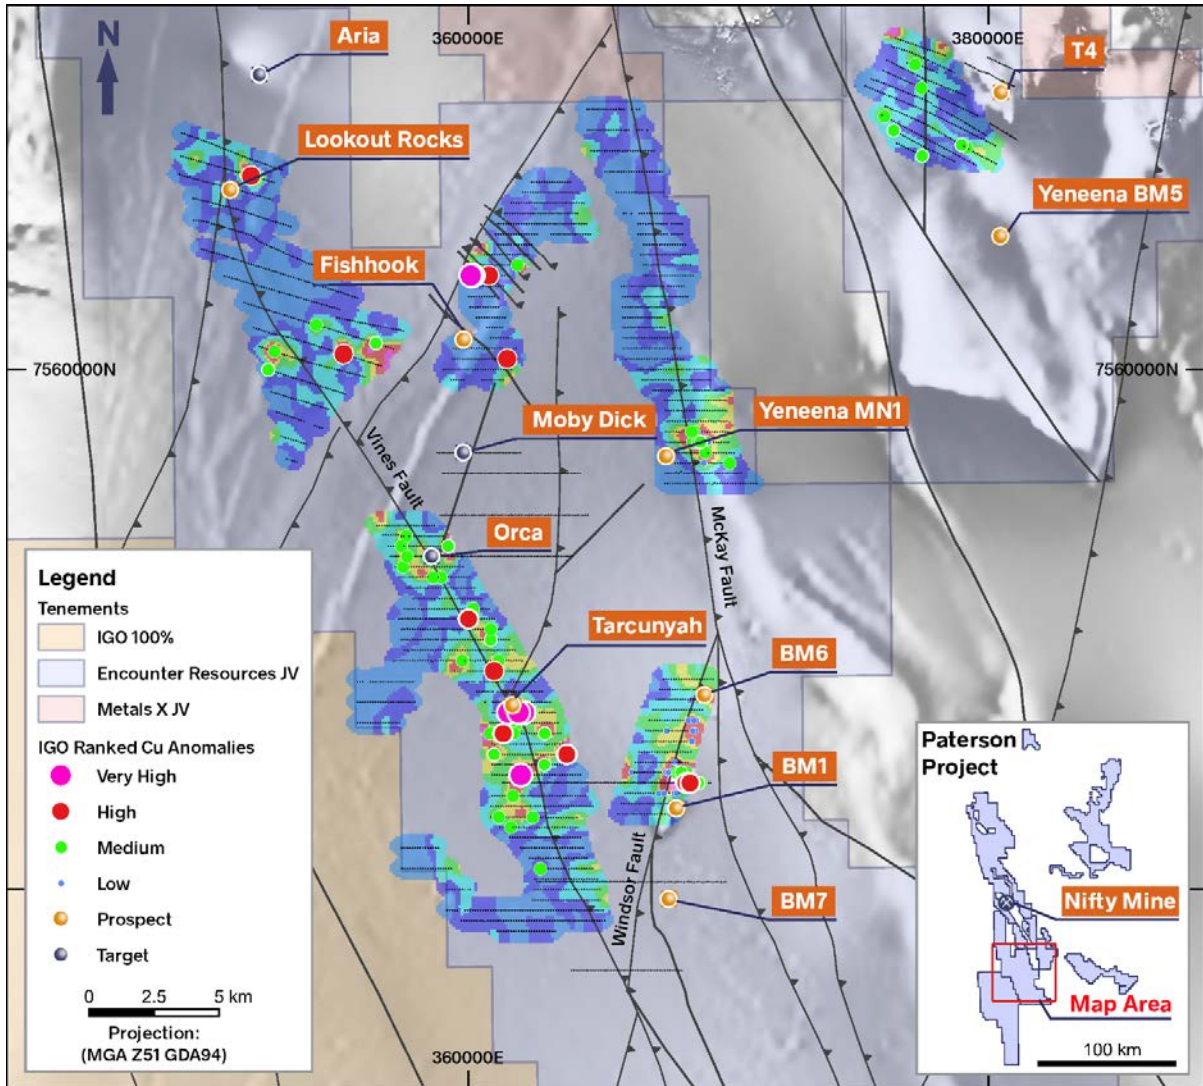 360000E
380000E
N
Aria
T4
Lookout Rocks
Yeneena BM5
Fishhook
7560000N
7560000N
Moby Dick
Yeneena MN1
Vines Fault
Orca
McKay Fault
Tarcunyah
BM6
BM1
Windsor Fault
BM7
Legend
Tenements
IGO 100%
Encounter Resources JV
Metals X JV
IGO Ranked Cu Anomalies
Very High
High
Medium
Low
Prospect
Target
0 2.5 5 km
Projection:
(MGA Z51 GDA94)
360000E
Paterson
Project
Nifty Mine
Map Area
100 km